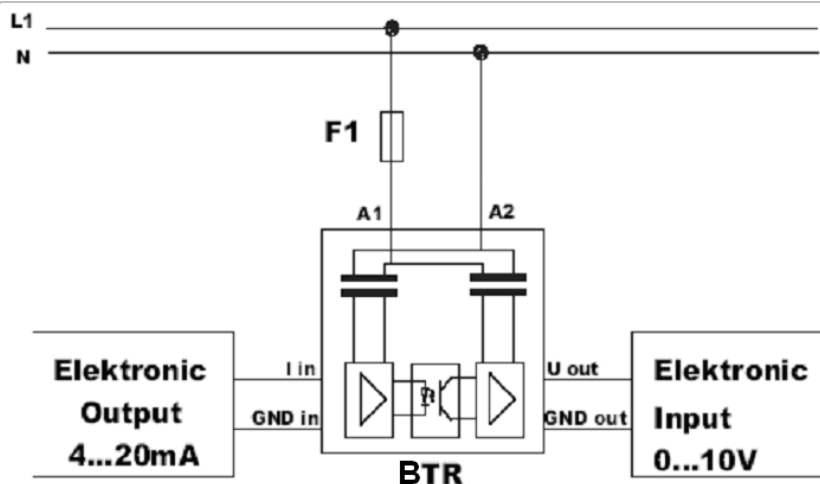 L1
N
F1
A1 A2
I in
GND in
U out
GND out
Elektronic
Output
4...20mA
Elektronic
Input
0...10V
BTR